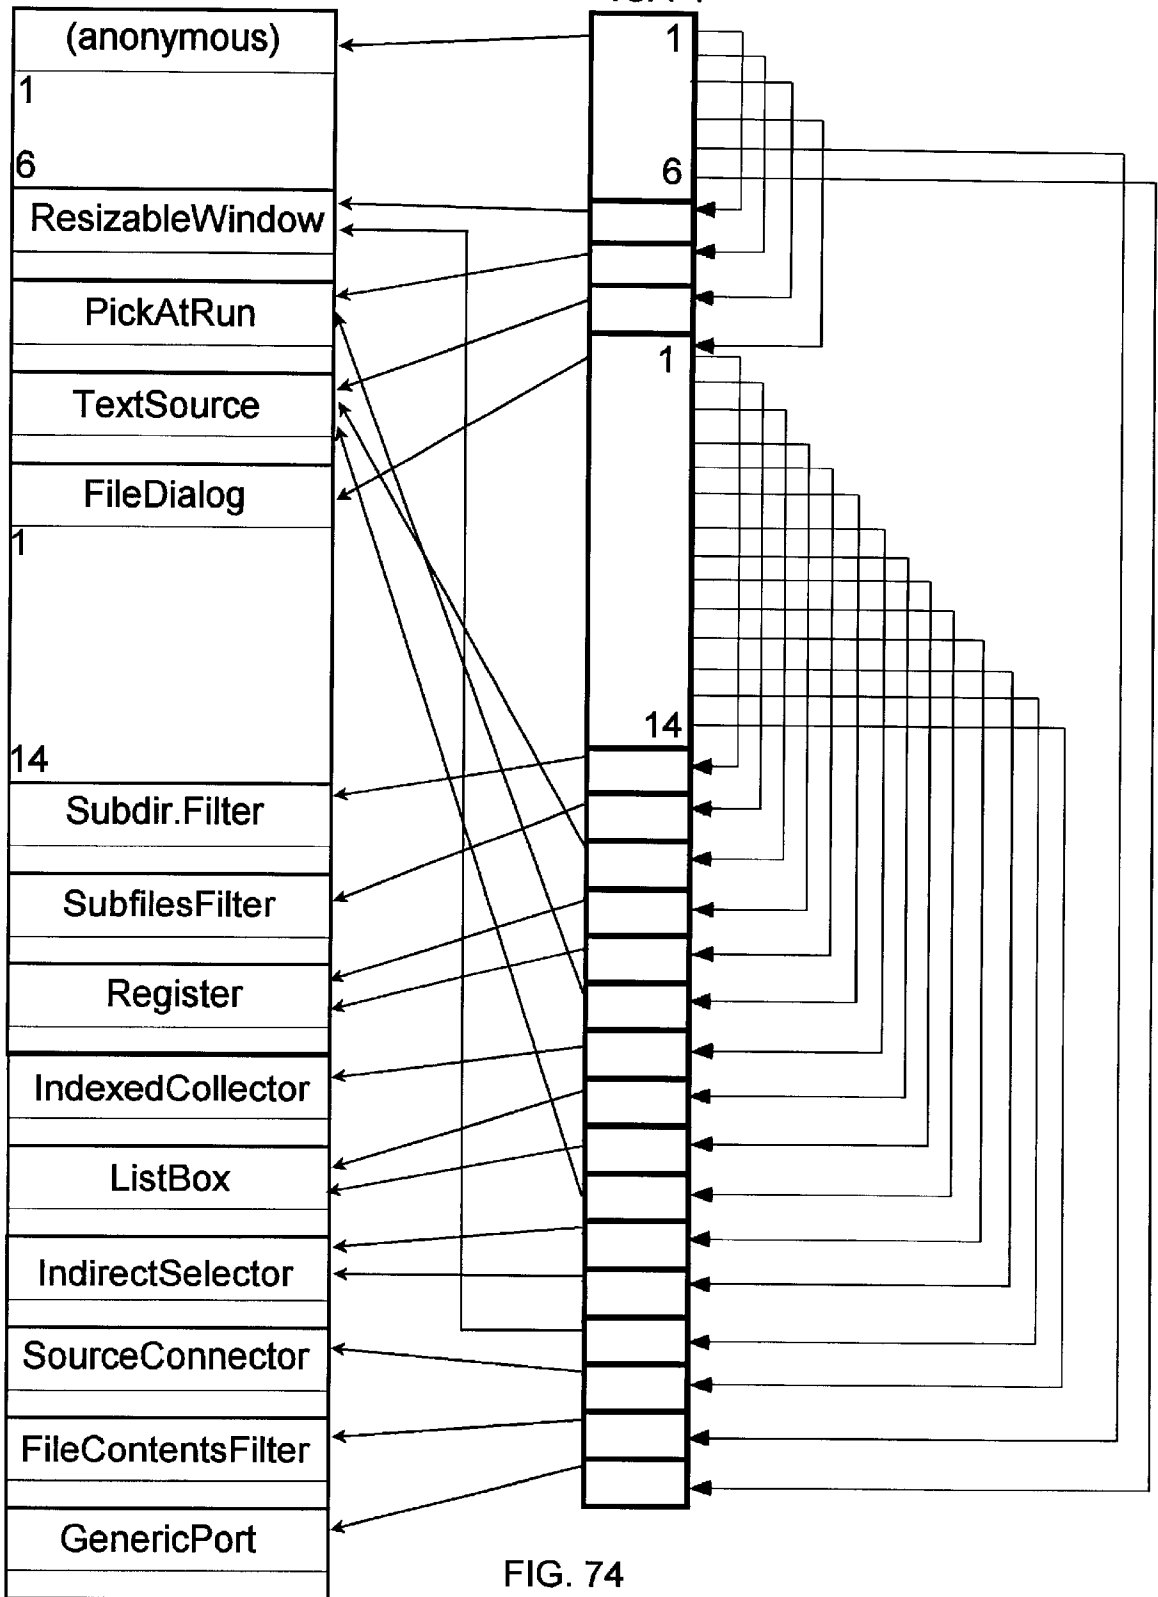 (anonymous)
1
6
ResizableWindow
PickAtRun
TextSource
FileDialog
1
14
Subdir.Filter
SubfilesFilter
Register
IndexedCollector
ListBox
IndirectSelector
SourceConnector
FileContentsFilter
GenericPort
1
6
1
14
FIG. 74